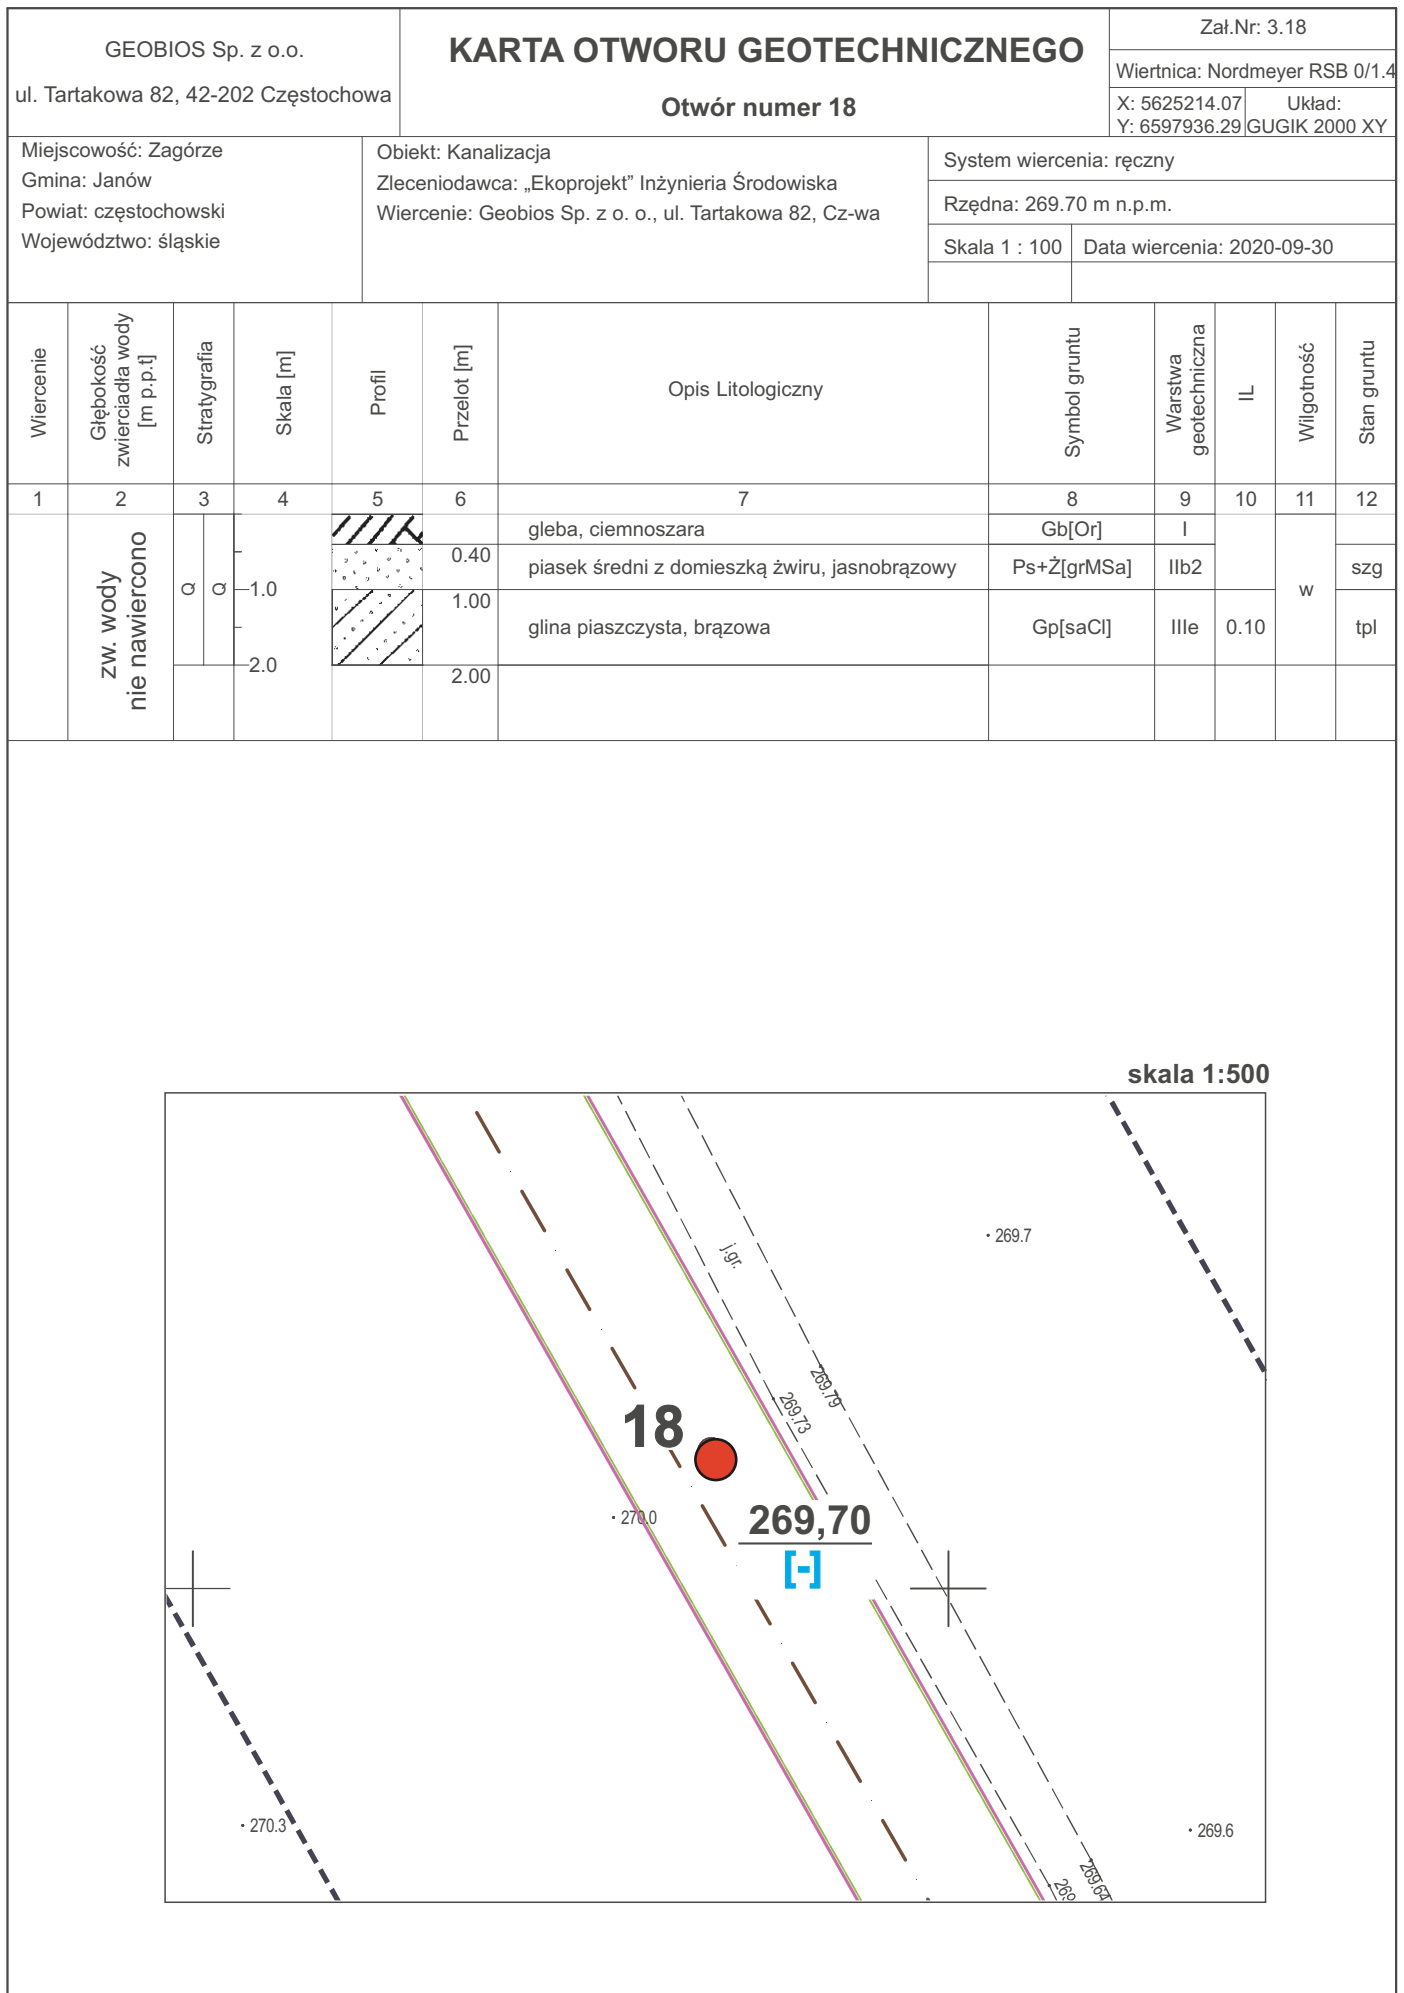 GEOBIOS Sp. z o.o.
ul. Tartakowa 82, 42-202 Częstochowa
KARTA OTWORU GEOTECHNICZNEGO
Otwór numer 18
Zał.Nr: 3.18
Wiertnica: Nordmeyer RSB 0/1.4
X: 5625214.07
Y: 6597936.29
Układ:
GUGIK 2000 XY
Miejscowość: Zagórze
Gmina: Janów
Powiat: częstochowski
Województwo: śląskie
Obiekt: Kanalizacja
Zleceniodawca: „Ekoprojekt” Inżynieria Środowiska
Wiercenie: Geobios Sp. z o. o., ul. Tartakowa 82, Cz-wa
System wiercenia: ręczny
Rzędna: 269.70 m n.p.m.
Skala 1 : 100
Data wiercenia: 2020-09-30
Wiercenie
Głębokość
zwierciadła wody
[m p.p.t]
Stratygrafia
Skala [m]
Profil
Przelot [m]
Opis Litologiczny
Symbol gruntu
Warstwa
geotechniczna
IL
Wilgotność
Stan gruntu
1 2 3 4 5 6 7 8 9 10 11 12
zw. wody
nie nawiercono
Q
Q
1.0
2.0
gleba, ciemnoszara
Gb[Or]
I
0.40
piasek średni z domieszką żwiru, jasnobrązowy
Ps+Ż[grMSa]
IIb2
szg
w
1.00
glina piaszczysta, brązowa
Gp[saCl]
IIIe
0.10
tpl
2.00
skala 1:500
269.7
j.gr.
269.79
269.73
18
270.0
269,70
[-]
270.3
269.6
269.64
269